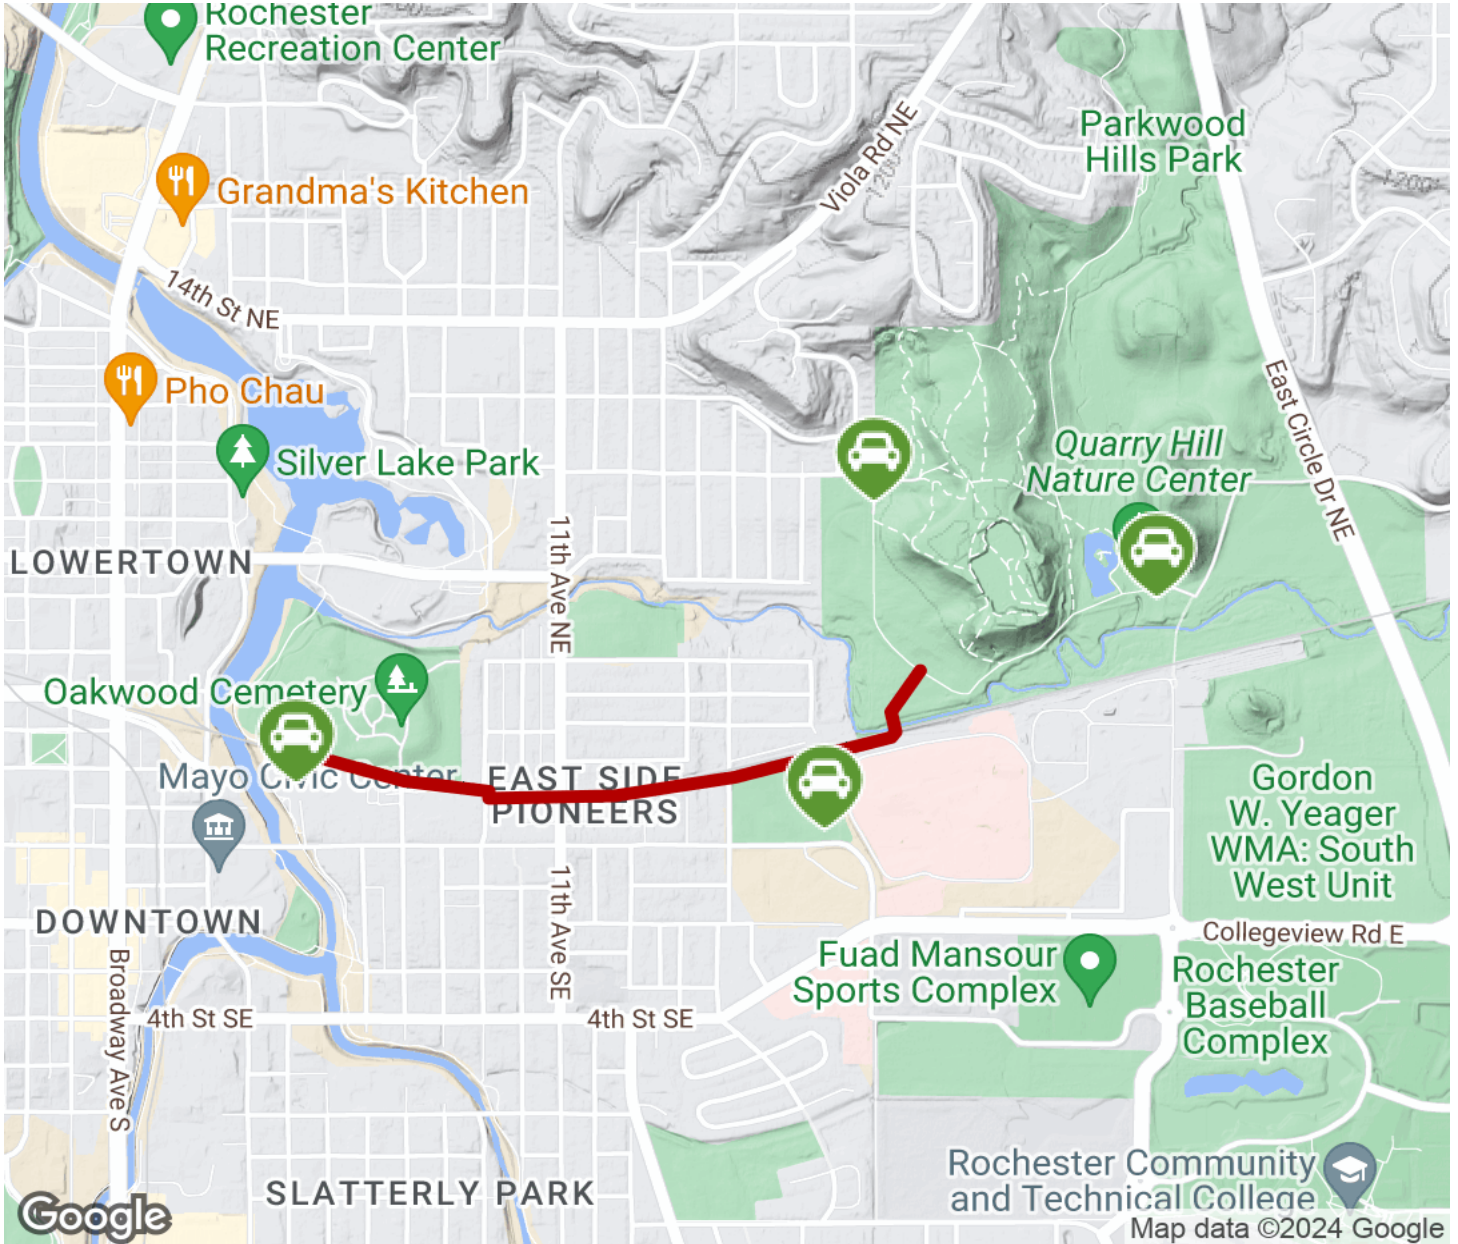 Rochester
Recreation Center
Parkwood
Hills Park
Viola Rd NE
1200
1200
Grandma's Kitchen
14th St NE
Pho Chau
East Circle Dr NE
Quarry Hill
Nature Center
Silver Lake Park
11th Ave NE
LOWERTOWN
Oakwood Cemetery
Mayo Civic Center
EAST SIDE
PIONEERS
Gordon
W. Yeager
WMA: South
West Unit
11th Ave SE
DOWNTOWN
Collegeview Rd E
Fuad Mansour
Sports Complex
Rochester
Baseball
Complex
Broadway Ave S
4th St SE
4th St SE
Rochester Community
and Technical College
SLATTERLY PARK
Google
Map data ©2024 Google